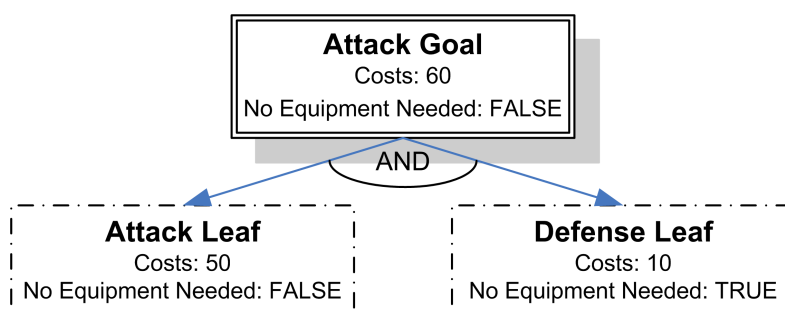 Attack Goal
Costs: 60
No Equipment Needed: FALSE
AND
Attack Leaf
Costs: 50
No Equipment Needed: FALSE
Defense Leaf
Costs: 10
No Equipment Needed: TRUE